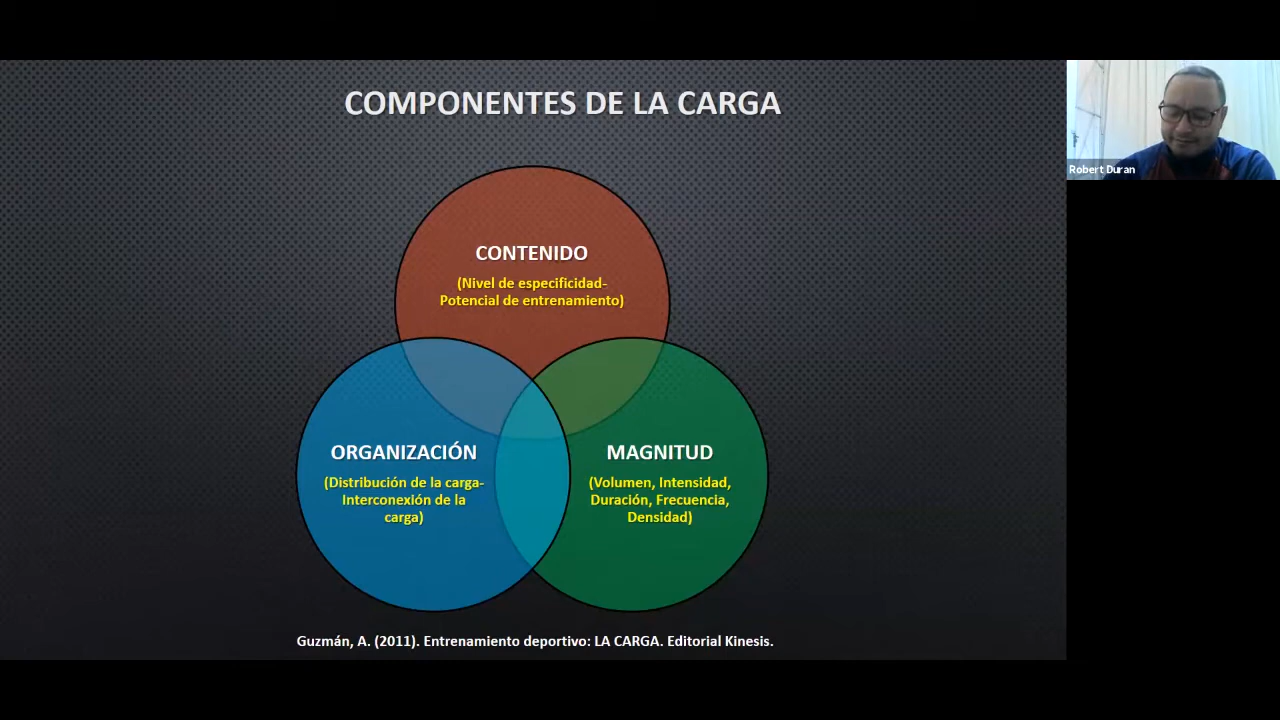 COMPONENTES DE LA CARGA
CONTENIDO
(Nivel de especificidad-
Potencial de entrenamiento)
ORGANIZACIÓN
(Distribución de la carga-
Interconexión de la
carga)
MAGNITUD
(Volumen, Intensidad,
Duración, Frecuencia,
Densidad)
Guzmán, A. (2011). Entrenamiento deportivo: LA CARGA. Editorial Kinesis.
Robert Duran